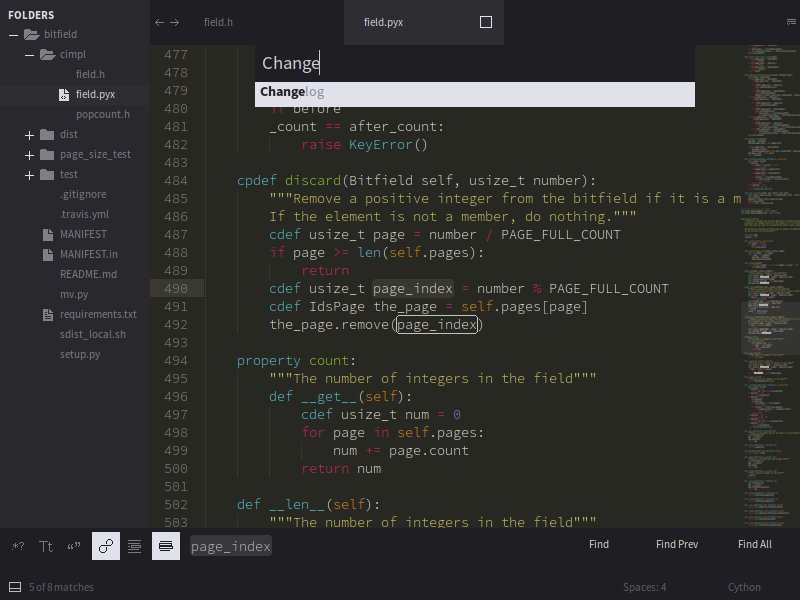 FOLDERS
bitfield
cimpl
field.h
field.pyx
popcount.h
dist
page_size_test
test
.gitignore
.travis.yml
MANIFEST
MANIFEST.in
README.md
mv.py
requirements.txt
sdist_local.sh
setup.py
field.h
field.pyx
Change
Changelog
477
478
479
480 if before
481 _count == after_count:
482 raise KeyError()
483
484 cpdef discard(Bitfield self, usize_t number):
485 """Remove a positive integer from the bitfield if it is a m
486 If the element is not a member, do nothing."""
487 cdef usize_t page = number / PAGE_FULL_COUNT
488 if page >= len(self.pages):
489 return
490 cdef usize_t page_index = number % PAGE_FULL_COUNT
491 cdef IdsPage the_page = self.pages[page]
492 the_page.remove(page_index)
493
494 property count:
495 """The number of integers in the field"""
496 def __get__(self):
497 cdef usize_t num = 0
498 for page in self.pages:
499 num += page.count
500 return num
501
502 def __len__(self):
503 """The number of integers in the field"""
.*? Tt “” page_index Find Find Prev Find All
5 of 8 matches Spaces: 4 Cython